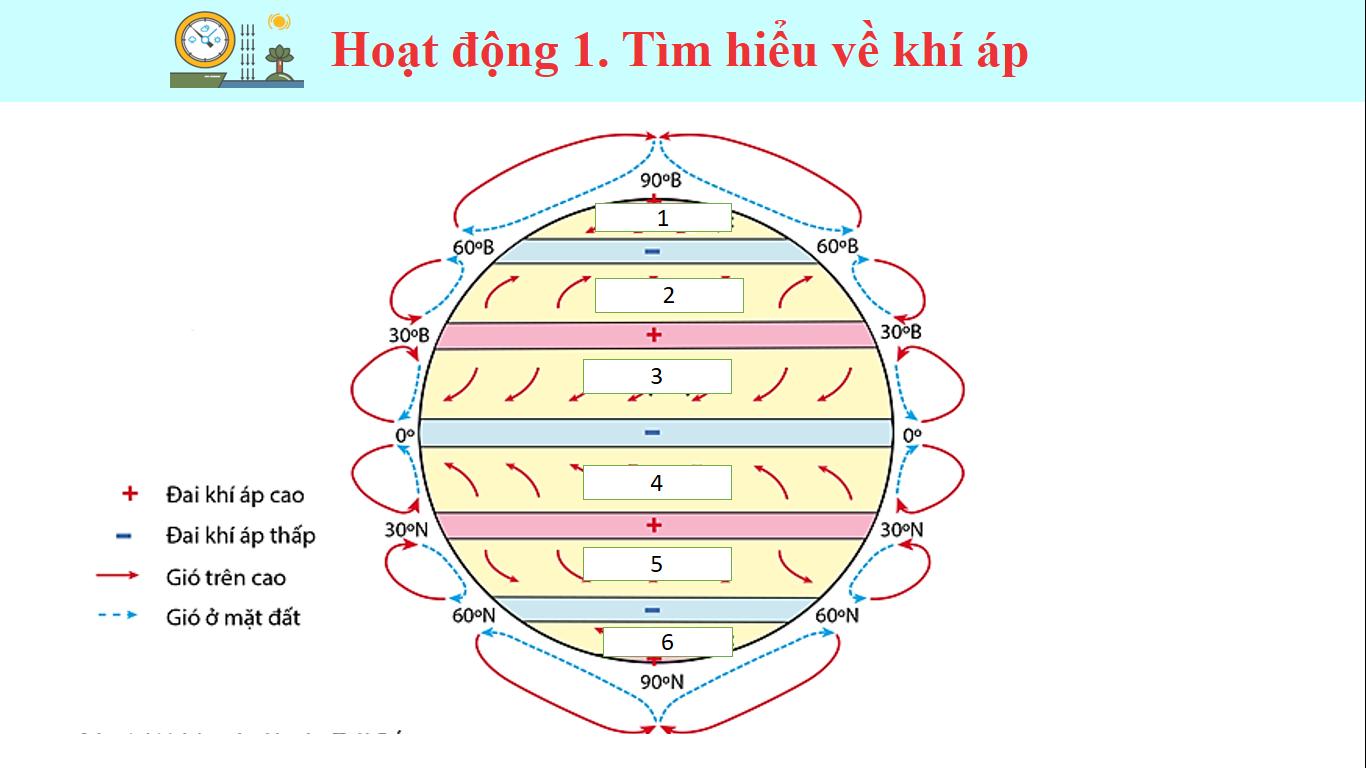 Hoạt động 1. Tìm hiểu về khí áp
90ºB
1
60ºB
60ºB
2
30ºB
30ºB
3
0º
0º
4
30ºN
30ºN
5
60ºN
60ºN
6
90ºN
+ Đai khí áp cao
- Đai khí áp thấp
Gió trên cao
Gió ở mặt đất